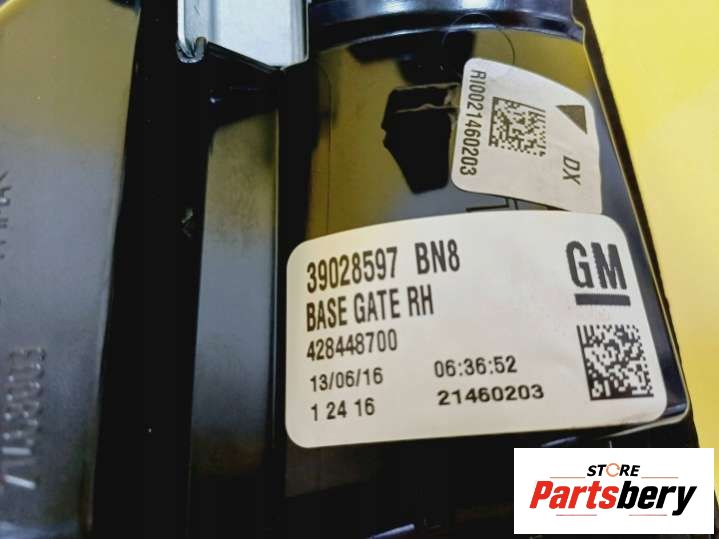 RI0021460203
DX
39028597 BN8
GM
BASE GATE RH
428448700
13/06/16 06:36:52
1 24 16 21460203
STORE
Partsbery